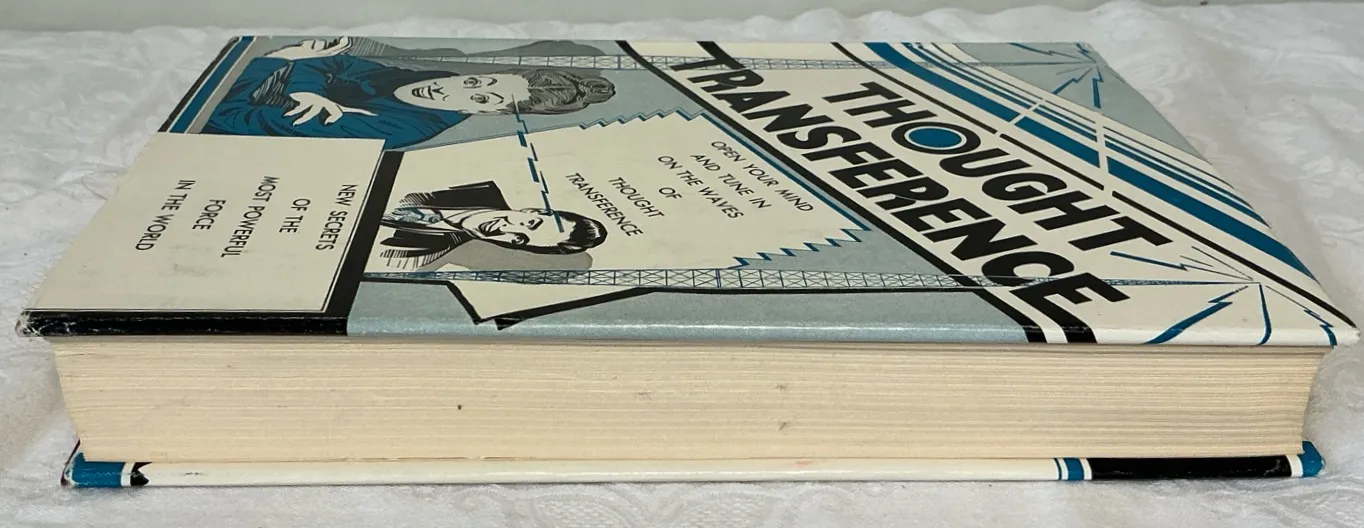 THOUGHT
TRANSFERENCE
OPEN YOUR MIND
AND TUNE IN
ON THE WAVES
OF
THOUGHT
TRANSFERENCE
NEW SECRETS
OF THE
MOST POWERFUL
FORCE
IN THE WORLD